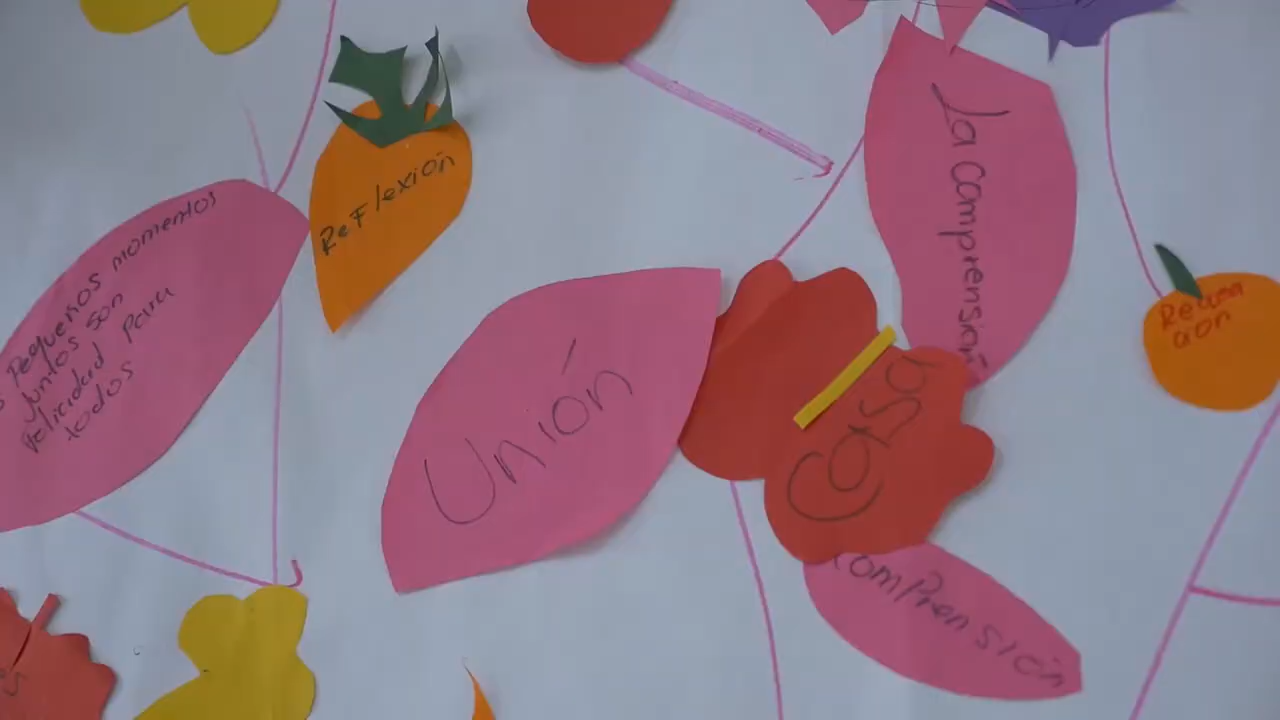 Reflexión
Pequeños momentos
juntos son
felicidad para
todos
Unión
La comprensión
Casa
Comprensión